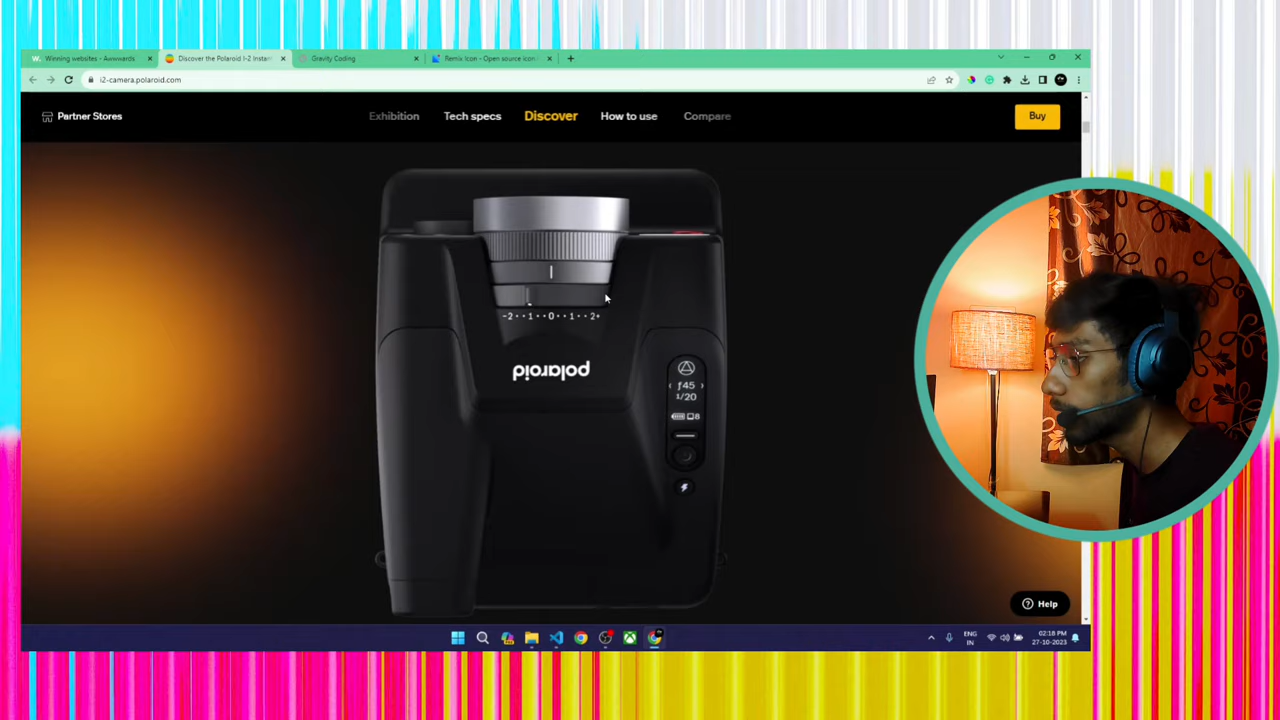 Winning websites - Awwwards
Discover the Polaroid I-2 Instan
Gravity Coding
Remix Icon - Open source icon
i2-camera.polaroid.com
Partner Stores
Exhibition
Tech specs
Discover
How to use
Compare
Buy
-2··1··0··1··2+
polaroid
f45
1/20
8
Help
ENG
IN
02:18 PM
27-10-2023